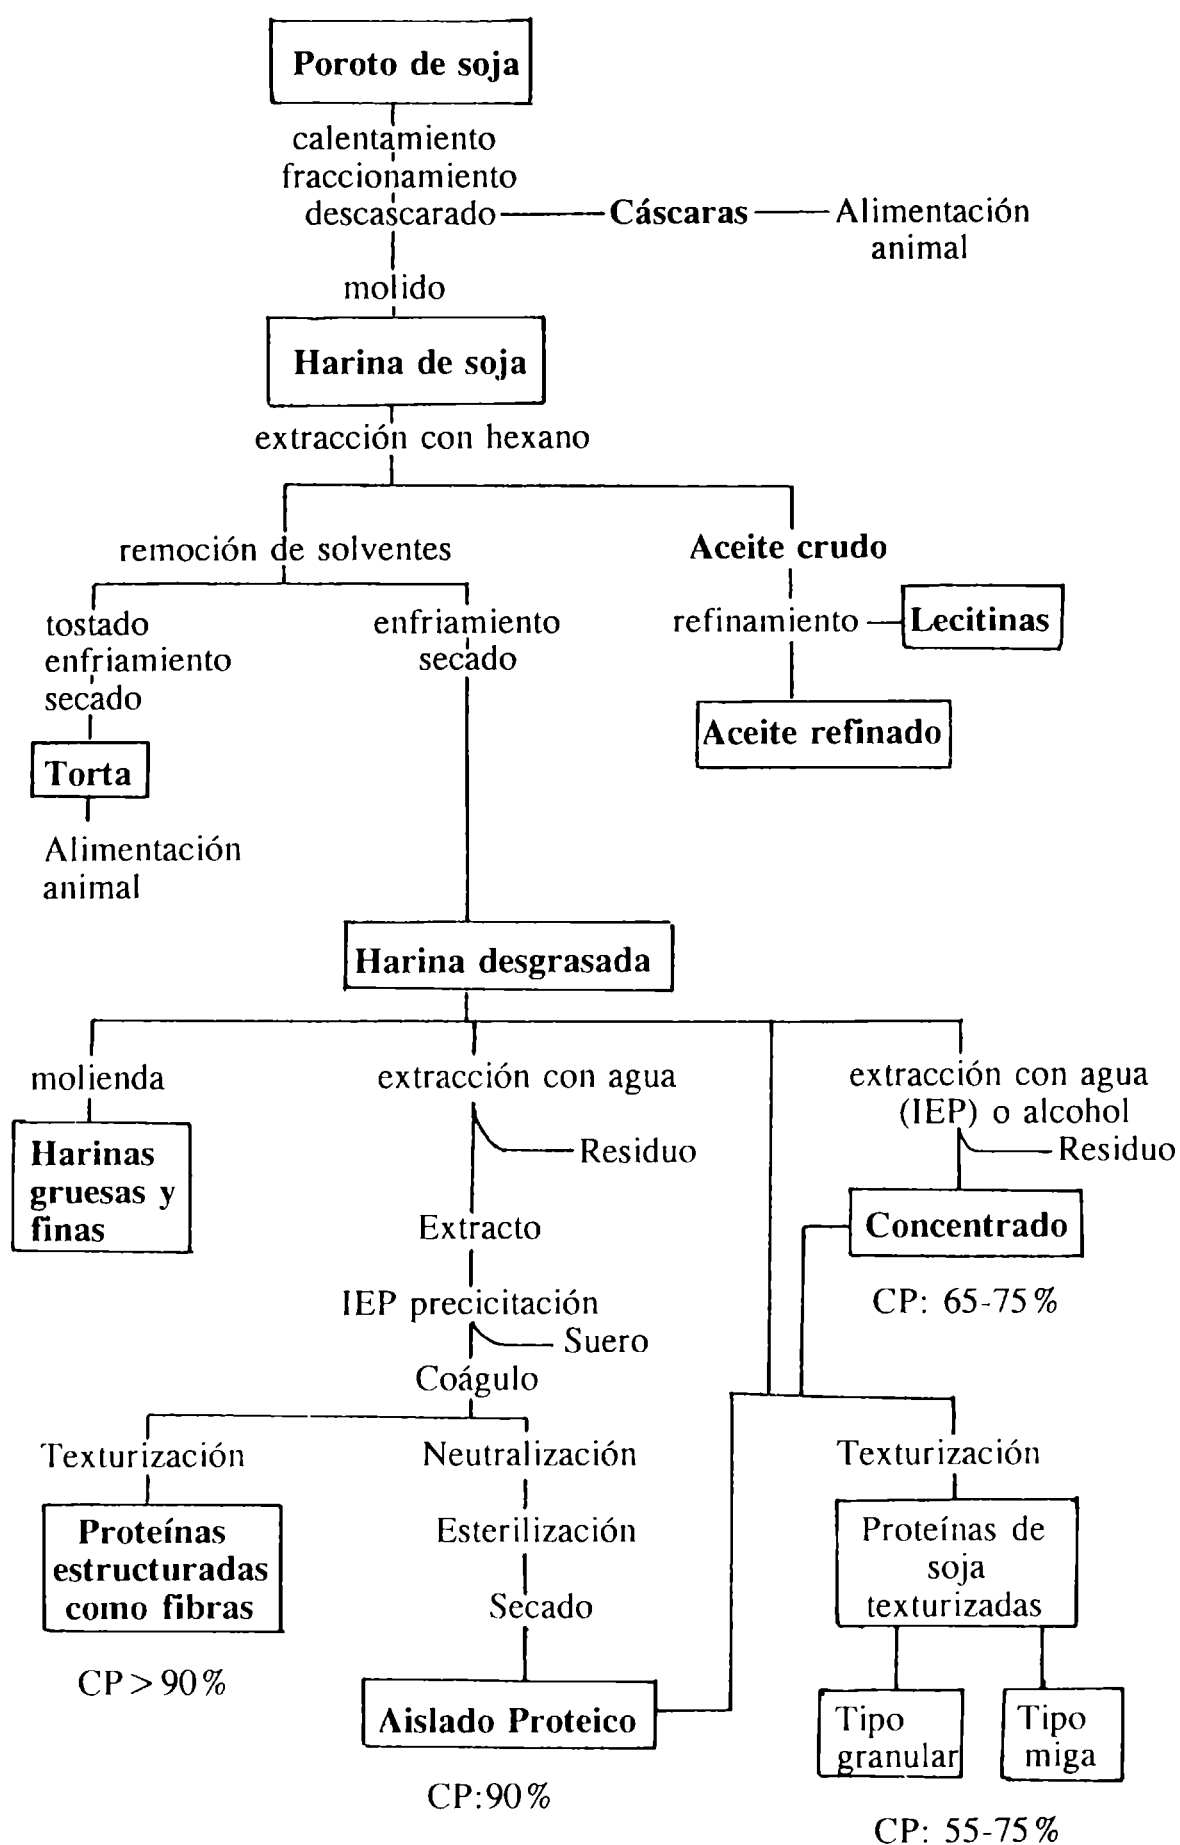 Poroto de soja
calentamiento
fraccionamiento
descascarado
Cáscaras
Alimentación
animal
molido
Harina de soja
extracción con hexano
remoción de solventes
Aceite crudo
tostado
enfriamiento
secado
enfriamiento
secado
refinamiento
Lecitinas
Aceite refinado
Torta
Alimentación
animal
Harina desgrasada
molienda
Harinas
gruesas y
finas
extracción con agua
Residuo
Extracto
IEP precicitación
Suero
Coágulo
extracción con agua
(IEP) o alcohol
Residuo
Concentrado
CP: 65-75%
Texturización
Proteínas
estructuradas
como fibras
CP > 90%
Neutralización
Esterilización
Secado
Aislado Proteico
CP:90%
Texturización
Proteínas de
soja
texturizadas
Tipo
granular
Tipo
miga
CP: 55-75%